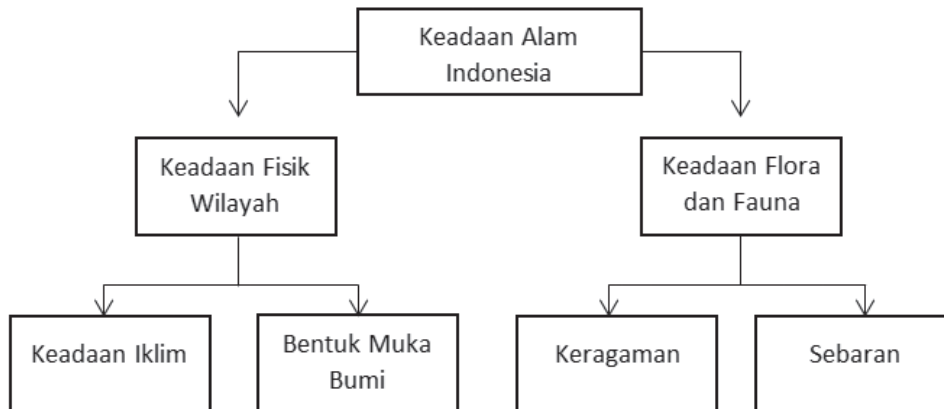 Keadaan Alam
Indonesia
Keadaan Fisik
Wilayah
Keadaan Flora
dan Fauna
Keadaan Iklim
Bentuk Muka
Bumi
Keragaman
Sebaran